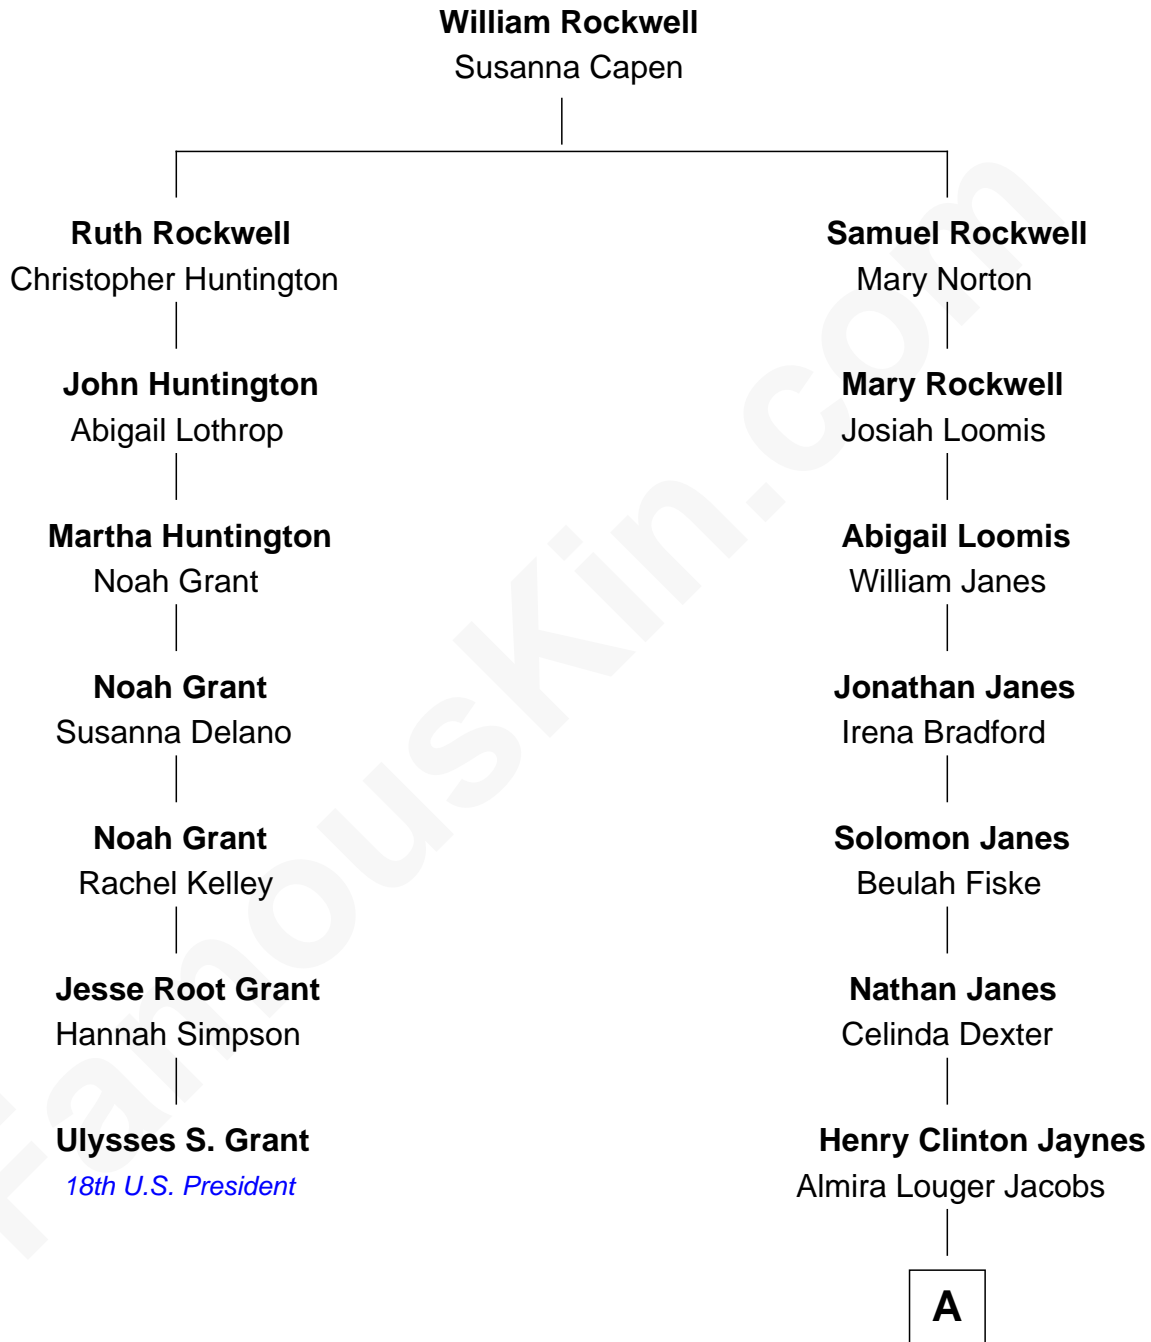 William Rockwell
Susanna Capen
Ruth Rockwell
Christopher Huntington
Samuel Rockwell
Mary Norton
John Huntington
Abigail Lothrop
Mary Rockwell
Josiah Loomis
Martha Huntington
Noah Grant
Abigail Loomis
William Janes
Noah Grant
Susanna Delano
Jonathan Janes
Irena Bradford
Noah Grant
Rachel Kelley
Solomon Janes
Beulah Fiske
Jesse Root Grant
Hannah Simpson
Nathan Janes
Celinda Dexter
Ulysses S. Grant
18th U.S. President
Henry Clinton Jaynes
Almira Louger Jacobs
A
FamousKin.com